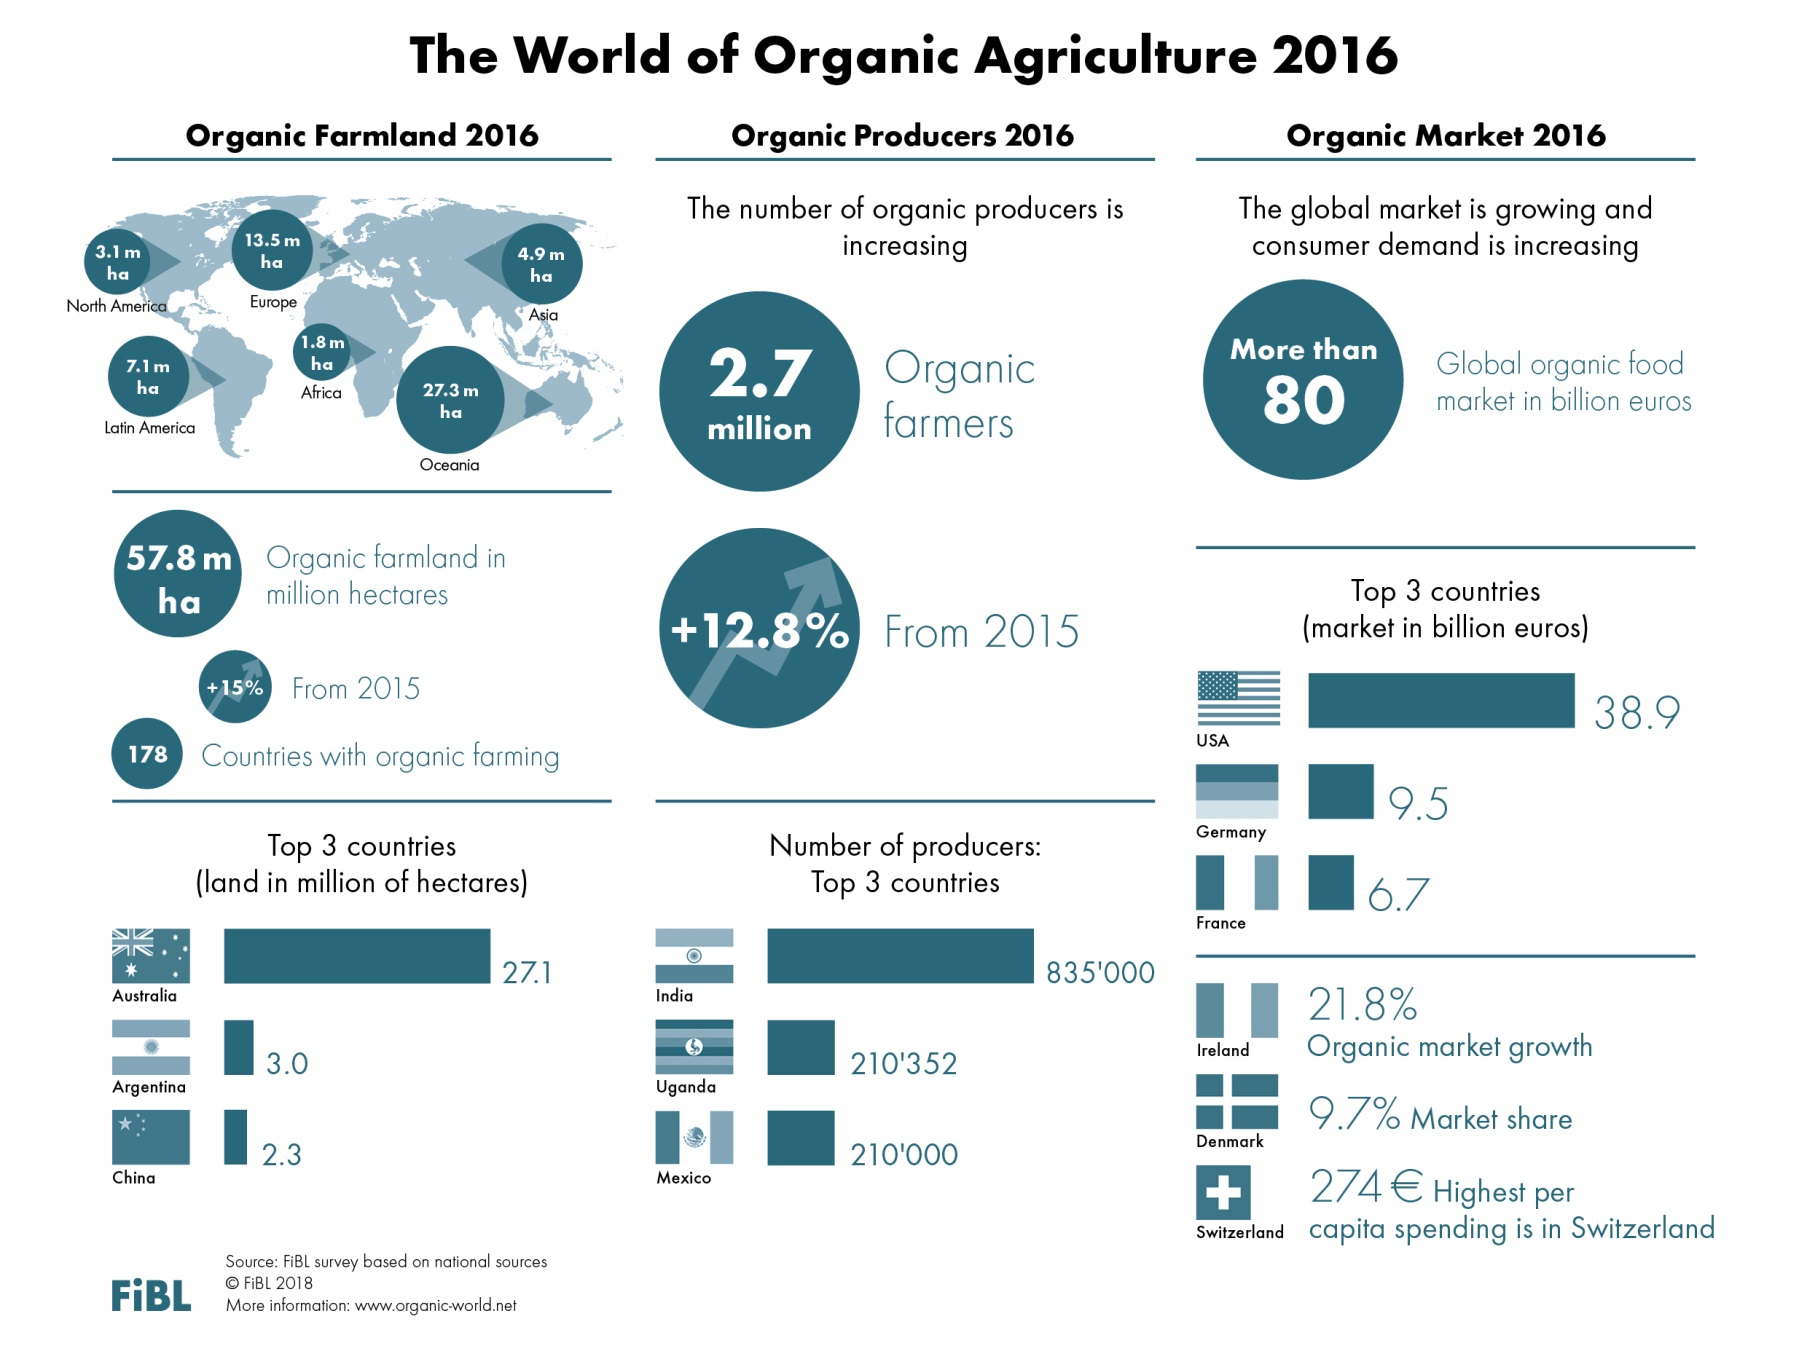 The World of Organic Agriculture 2016
Organic Farmland 2016
3.1 m
ha
North America
13.5 m
ha
Europe
4.9 m
ha
Asia
7.1 m
ha
Latin America
1.8 m
ha
Africa
27.3 m
ha
Oceania
57.8 m
ha
Organic farmland in
million hectares
+15%
From 2015
178
Countries with organic farming
Top 3 countries
(land in million of hectares)
Australia
27.1
Argentina
3.0
China
2.3
Organic Producers 2016
The number of organic producers is
increasing
2.7
million
Organic
farmers
+12.8%
From 2015
Number of producers:
Top 3 countries
India
835'000
Uganda
210'352
Mexico
210'000
Organic Market 2016
The global market is growing and
consumer demand is increasing
More than
80
Global organic food
market in billion euros
Top 3 countries
(market in billion euros)
USA
38.9
Germany
9.5
France
6.7
Ireland
21.8%
Organic market growth
Denmark
9.7% Market share
Switzerland
274 € Highest per
capita spending is in Switzerland
FiBL
Source: FiBL survey based on national sources
© FiBL 2018
More information: www.organic-world.net